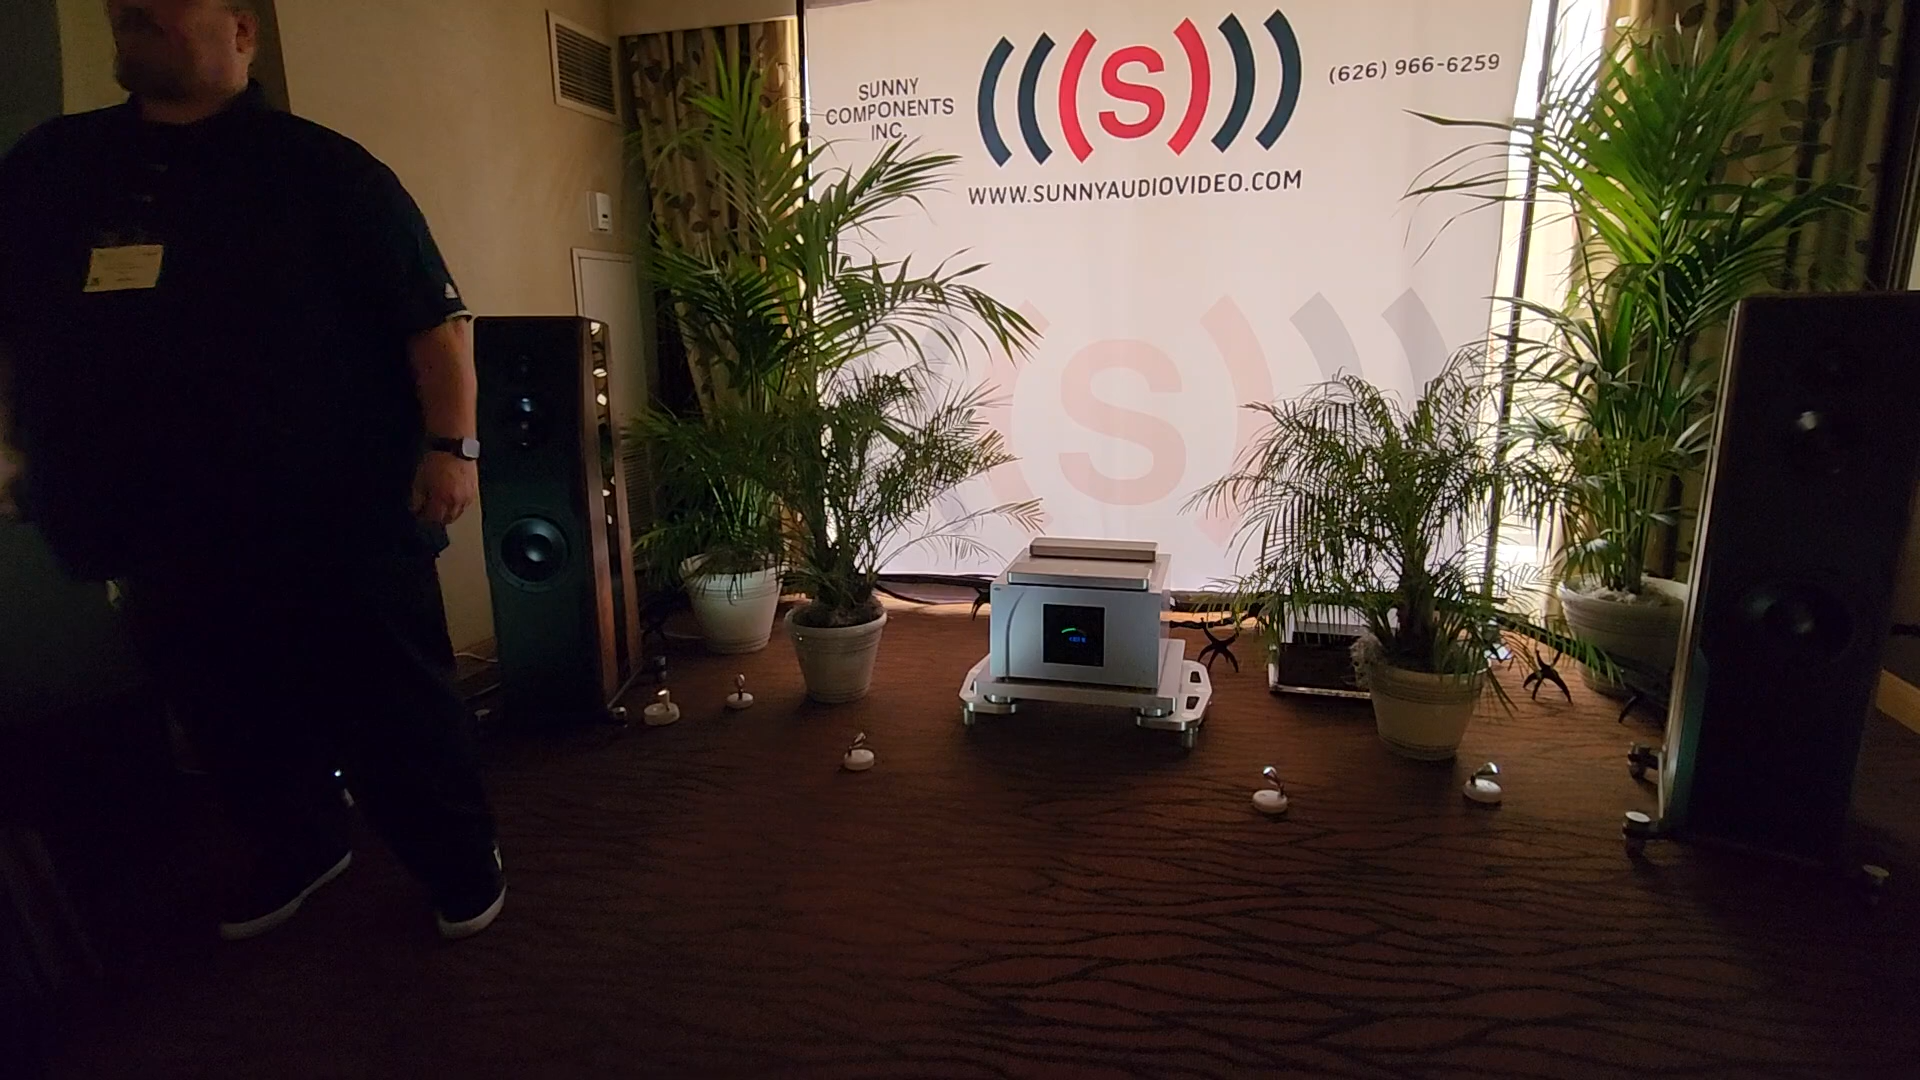 SUNNY
COMPONENTS
INC.
(((S)))
(626) 966-6259
WWW.SUNNYAUDIOVIDEO.COM
S